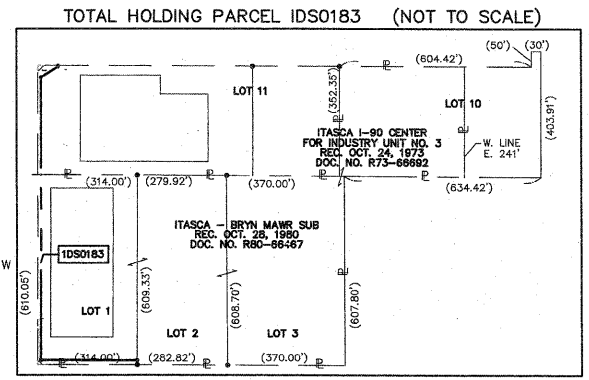 TOTAL HOLDING PARCEL IDS0183 (NOT TO SCALE)
(50') (30')
(604.42')
LOT 11
(352.35')
LOT 10
(403.91')
ITASCA I-90 CENTER
FOR INDUSTRY UNIT NO. 3
REC. OCT. 24, 1973
DOC. NO. R73-66692
W. LINE
E. 241'
(314.00') (279.92') (370.00') (634.42')
ITASCA - BRYN MAWR SUB
REC. OCT. 28, 1980
DOC. NO. R80-66467
1DS0183
W
(610.05')
(609.33')
(608.70')
(607.80')
LOT 1
LOT 2
LOT 3
(314.00') (282.82') (370.00')